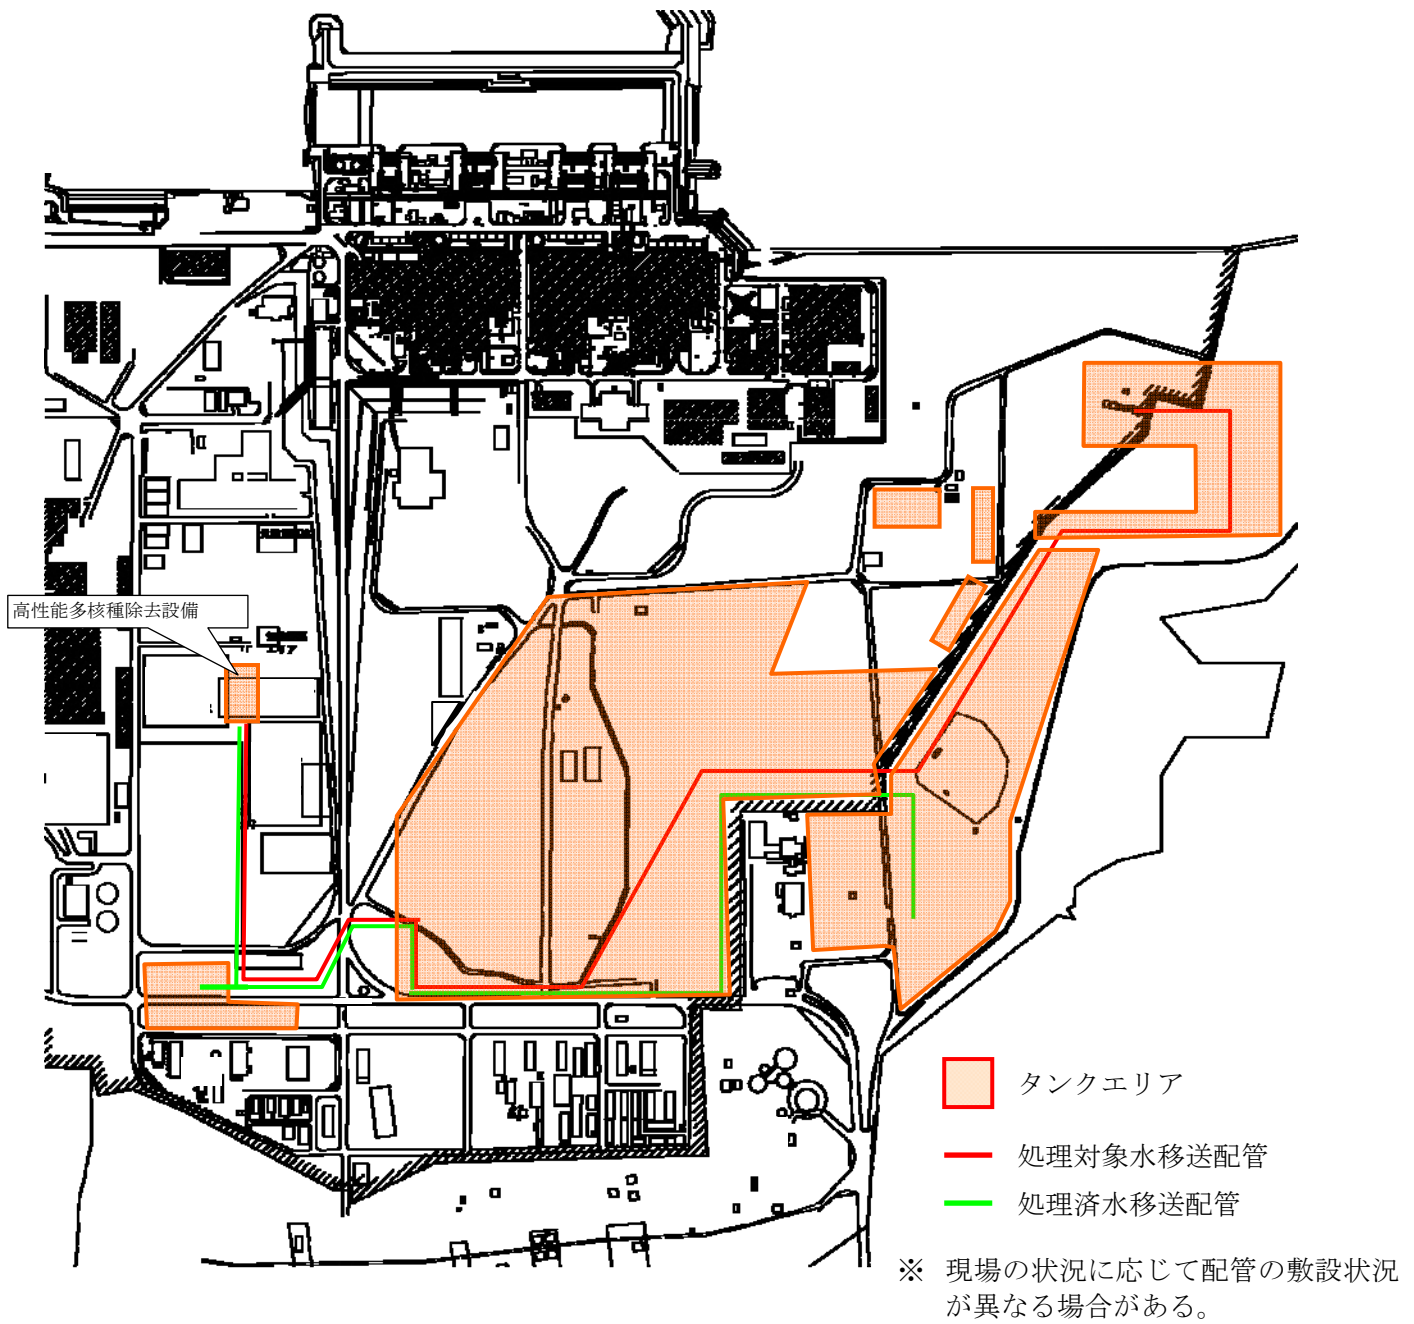 高性能多核種除去設備
タンクエリア
処理対象水移送配管
処理済水移送配管
※ 現場の状況に応じて配管の敷設状況
が異なる場合がある。